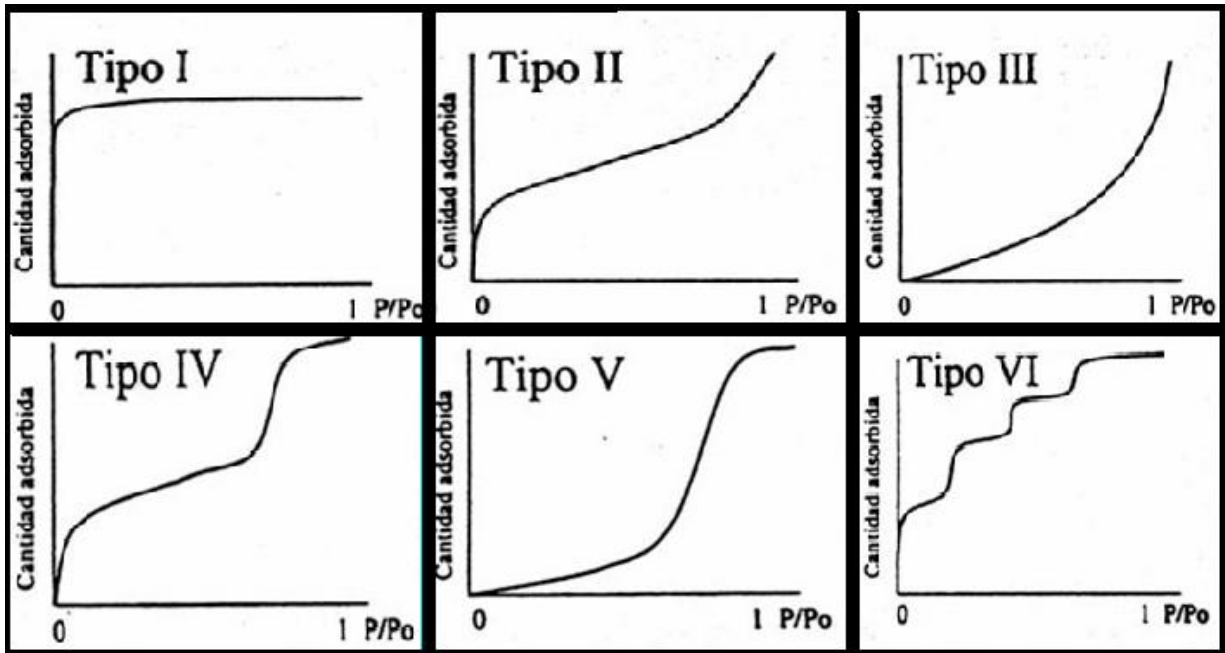 Tipo I
Cantidad adsorbida
0
1 P/Po
Tipo II
Cantidad adsorbida
0
1 P/Po
Tipo III
Cantidad adsorbida
0
1 P/Po
Tipo IV
Cantidad adsorbida
0
1 P/Po
Tipo V
Cantidad adsorbida
0
1 P/Po
Tipo VI
Cantidad adsorbida
0
1 P/Po